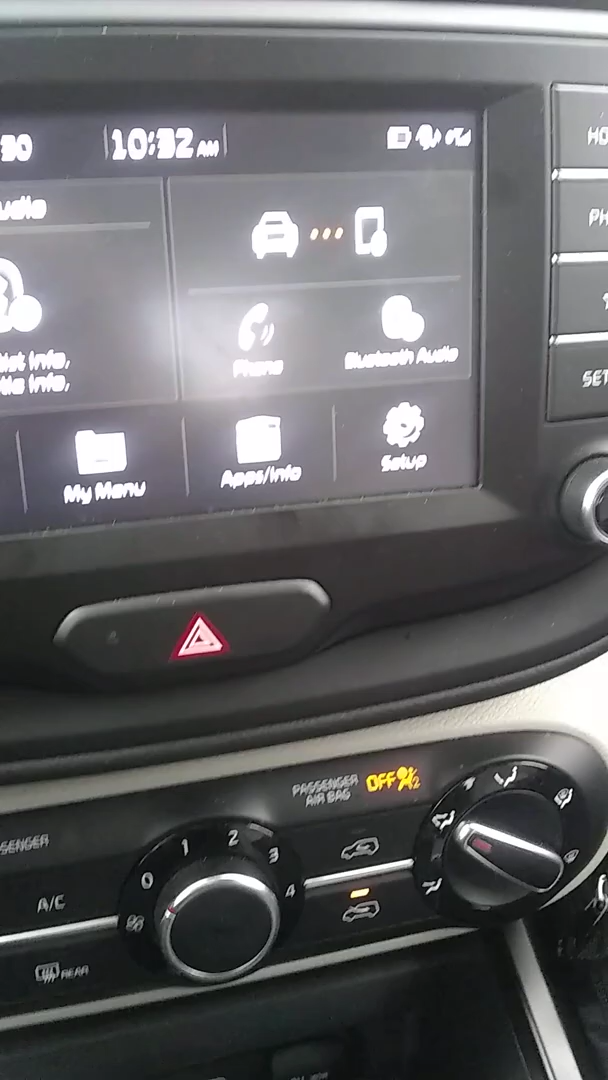 10:32 AM
Phone
Bluetooth Audio
My Menu
Apps/Info
Setup
PASSENGER
AIR BAG
OFF
2
0 1 2 3 4
A/C
REAR